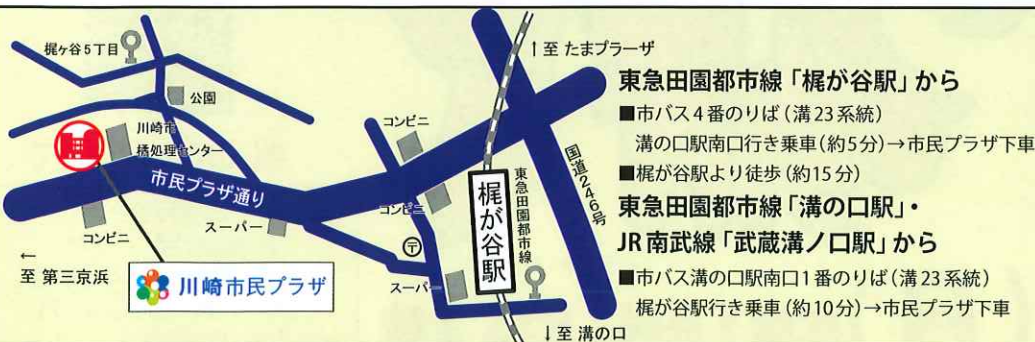 梶ヶ谷5丁目
公園
川崎市
橘処理センター
市民プラザ通り
コンビニ
スーパー
←
至 第三京浜
川崎市民プラザ
コンビニ
コンビニ
〒
スーパー
梶が谷駅
東急田園都市線
国道246号
↑至 たまプラーザ
↓至 溝の口
東急田園都市線「梶が谷駅」から
■市バス4番のりば(溝23系統)
溝の口駅南口行き乗車(約5分)→市民プラザ下車
■梶が谷駅より徒歩(約15分)
東急田園都市線「溝の口駅」・
JR南武線「武蔵溝ノ口駅」から
■市バス溝の口駅南口1番のりば(溝23系統)
梶が谷駅行き乗車(約10分)→市民プラザ下車